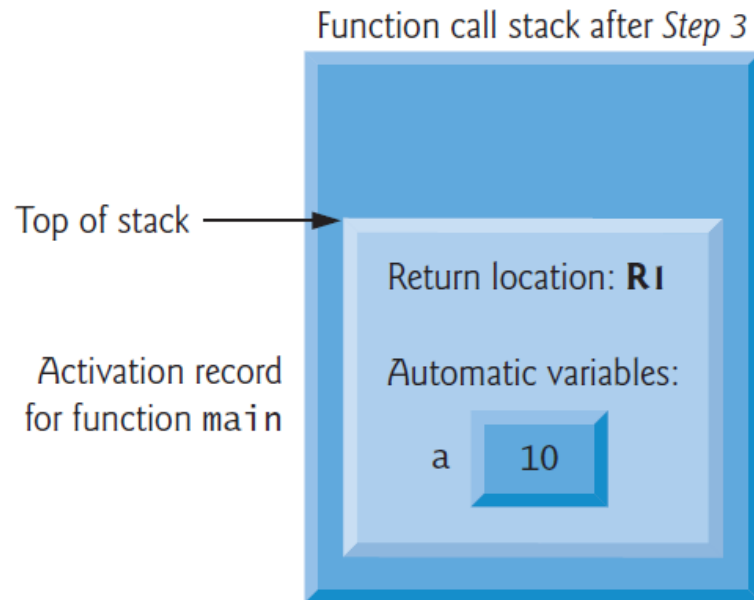 Function call stack after Step 3
Top of stack
Return location: R1
Activation record
for function main
Automatic variables:
a 10